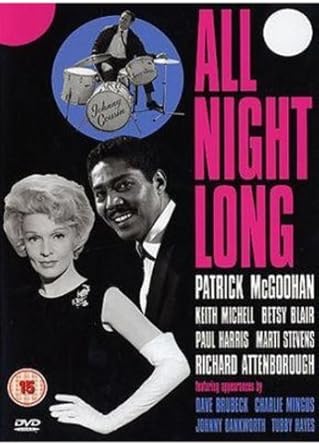 Johnny
Cousin
ALL
NIGHT
LONG
PATRICK McGOOHAN
KEITH MICHELL BETSY BLAIR
PAUL HARRIS MARTI STEVENS
RICHARD ATTENBOROUGH
featuring appearances by
DAVE BRUBECK CHARLIE MINGUS
JOHNNY DANKWORTH TUBBY HAYES
15
DVD